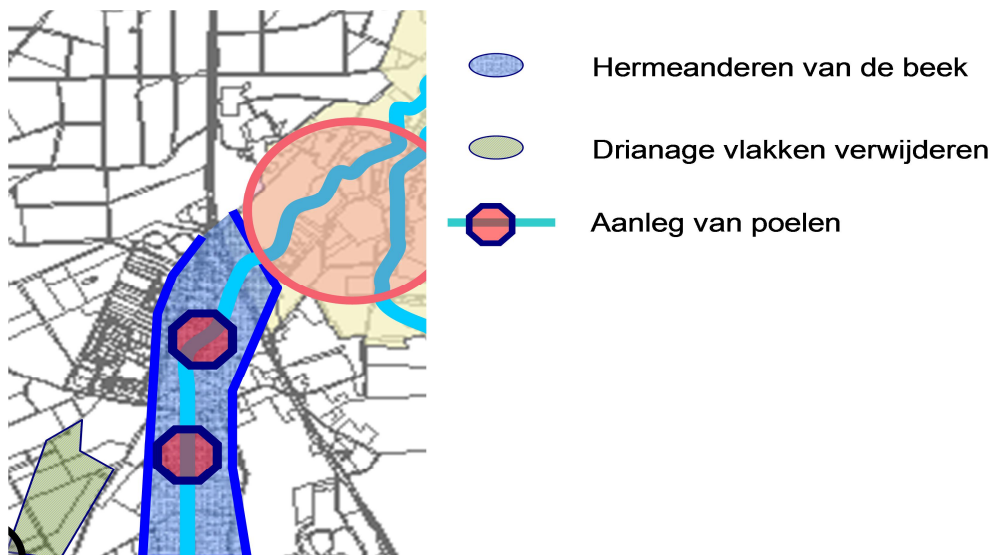 Hermeanderen van de beek
Drianage vlakken verwijderen
Aanleg van poelen